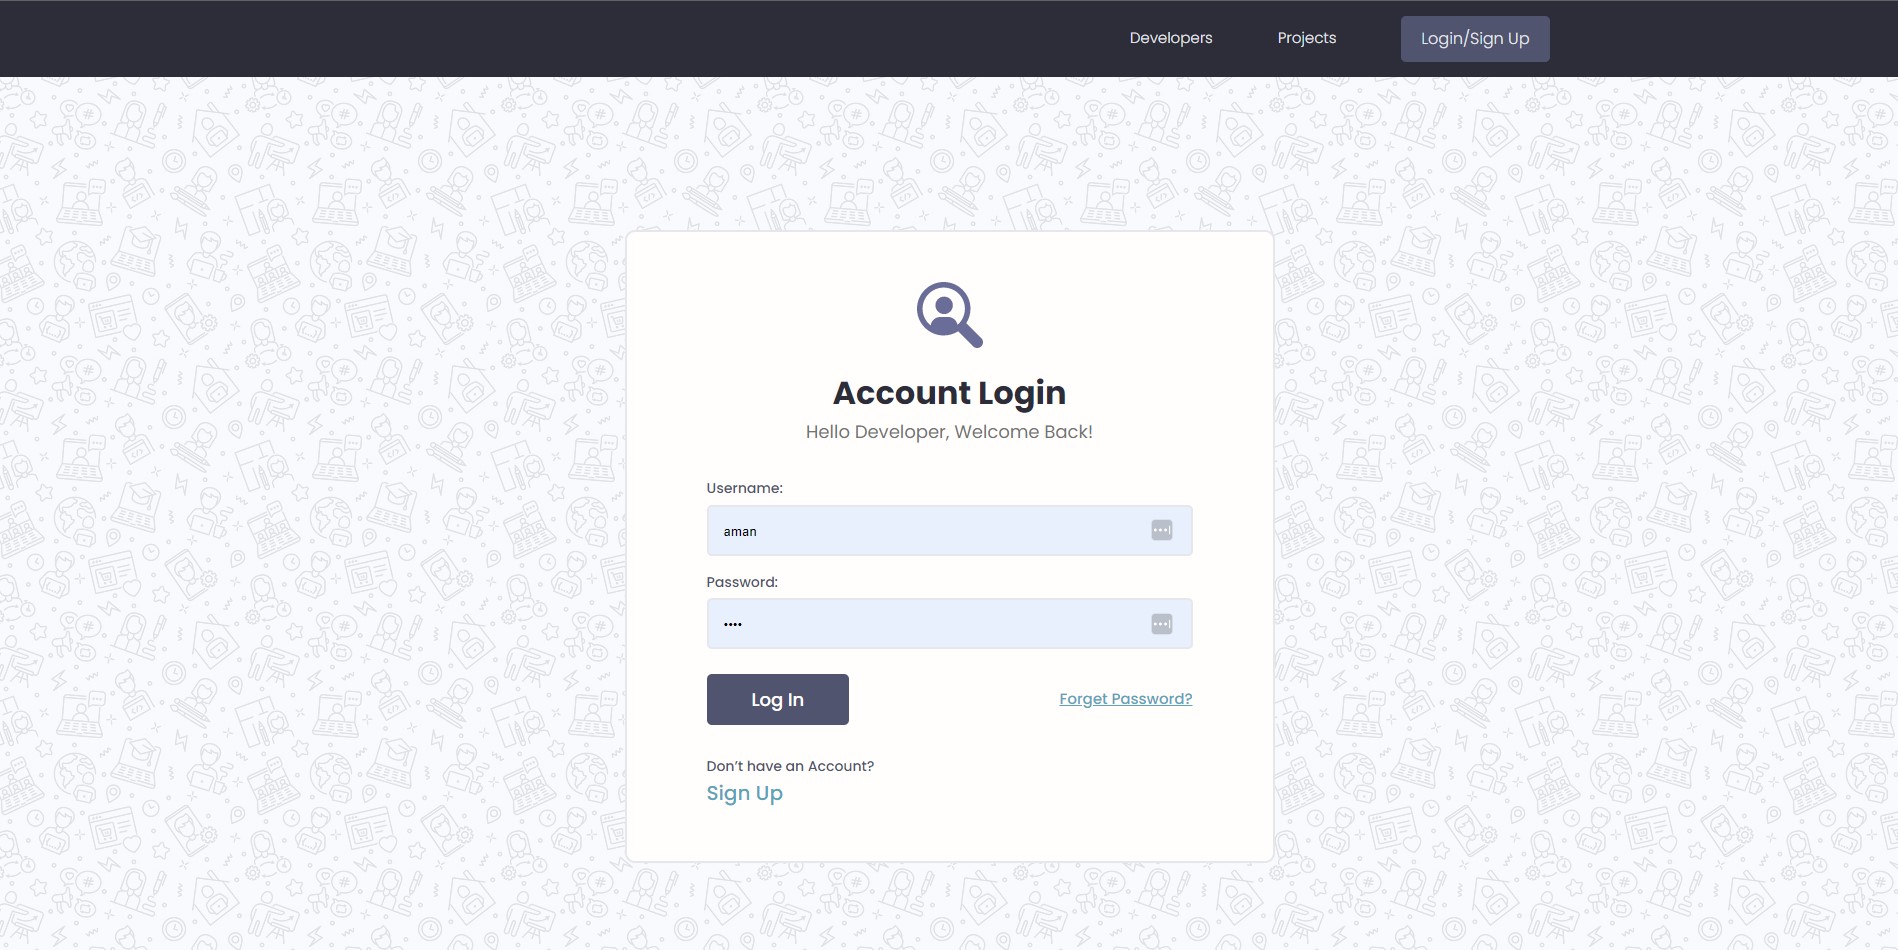 Developers Projects Login/Sign Up
Account Login
Hello Developer, Welcome Back!
Username:
aman
Password:
••••
Log In Forget Password?
Don’t have an Account?
Sign Up